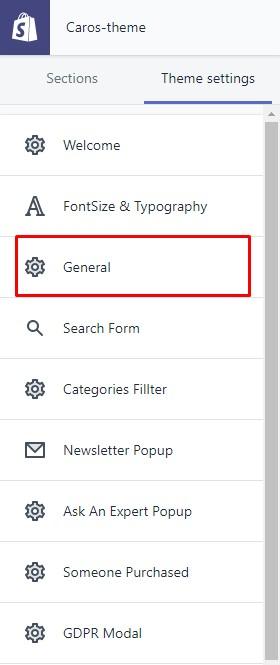 Caros-theme
Sections Theme settings
Welcome
FontSize & Typography
General
Search Form
Categories Fillter
Newsletter Popup
Ask An Expert Popup
Someone Purchased
GDPR Modal